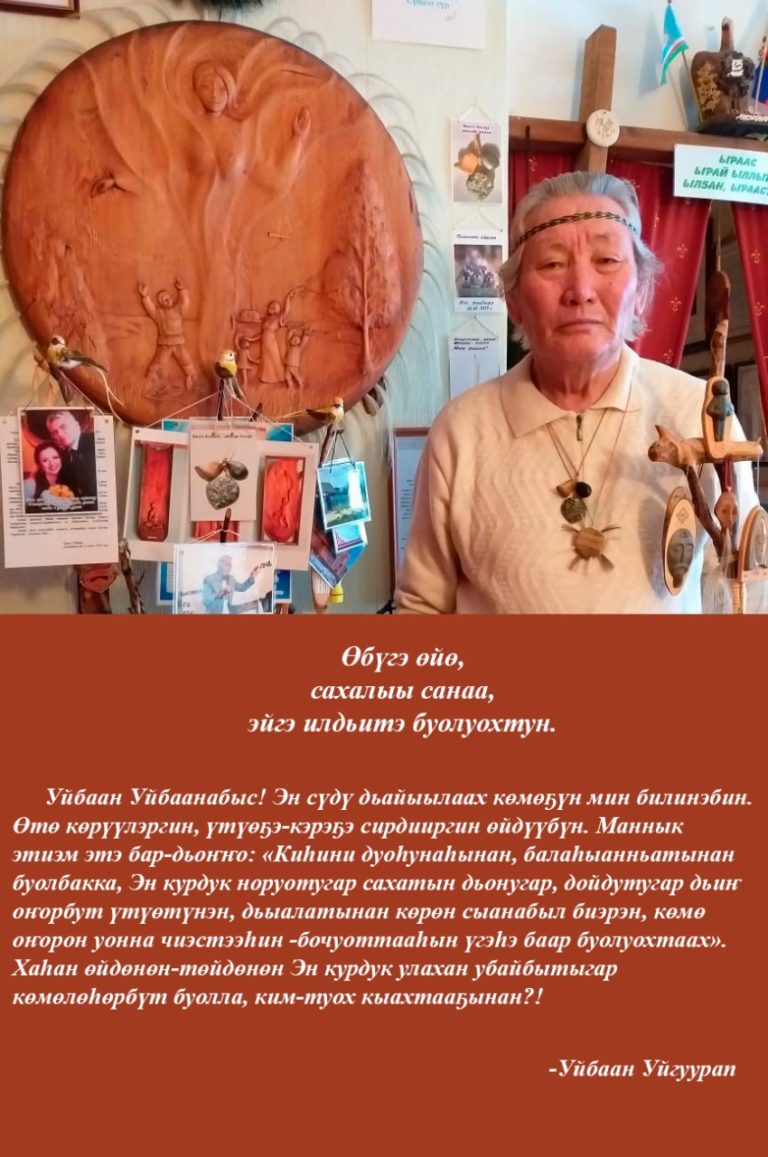 ЫРААС
ЫРАЙ ЫЛЛЫ
ЫЛҔАН, ЫРААС
Өбүгэ өйө,
сахалыы санаа,
эйгэ илдьитэ буолуохтун.
Уйбаан Уйбаанабыс! Эн сүдү дьайыылаах көмөҕүн мин билинэбин.
Өтө көрүүлэргин, үтүөҕэ-кэрэҕэ сирдииргин өйдүүбүн. Маннык
этиэм этэ бар-дьоҥҥо: «Киһини дуоһунаһынан, балаһыанньатынан
буолбакка, Эн курдук норуотугар сахатын дьонугар, дойдутугар дьиҥ
оҥорбут үтүөтүнэн, дьыалатынан көрөн сыанабыл биэрэн, көмө
оҥорон уонна чиэстээһин -бочуоттааһын үгэһэ баар буолуохтаах».
Хаһан өйдөнөн-төйдөнөн Эн курдук улахан убайбытыгар
көмөлөһөрбүт буолла, ким-туох кыахтааҕынан?!
-Уйбаан Уйгуурап